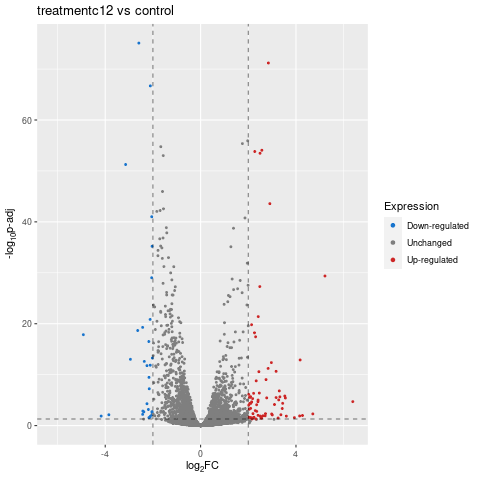 treatmentc12 vs control
-log10p-adj
60
40
20
0
-4
0
4
log2FC
Expression
Down-regulated
Unchanged
Up-regulated